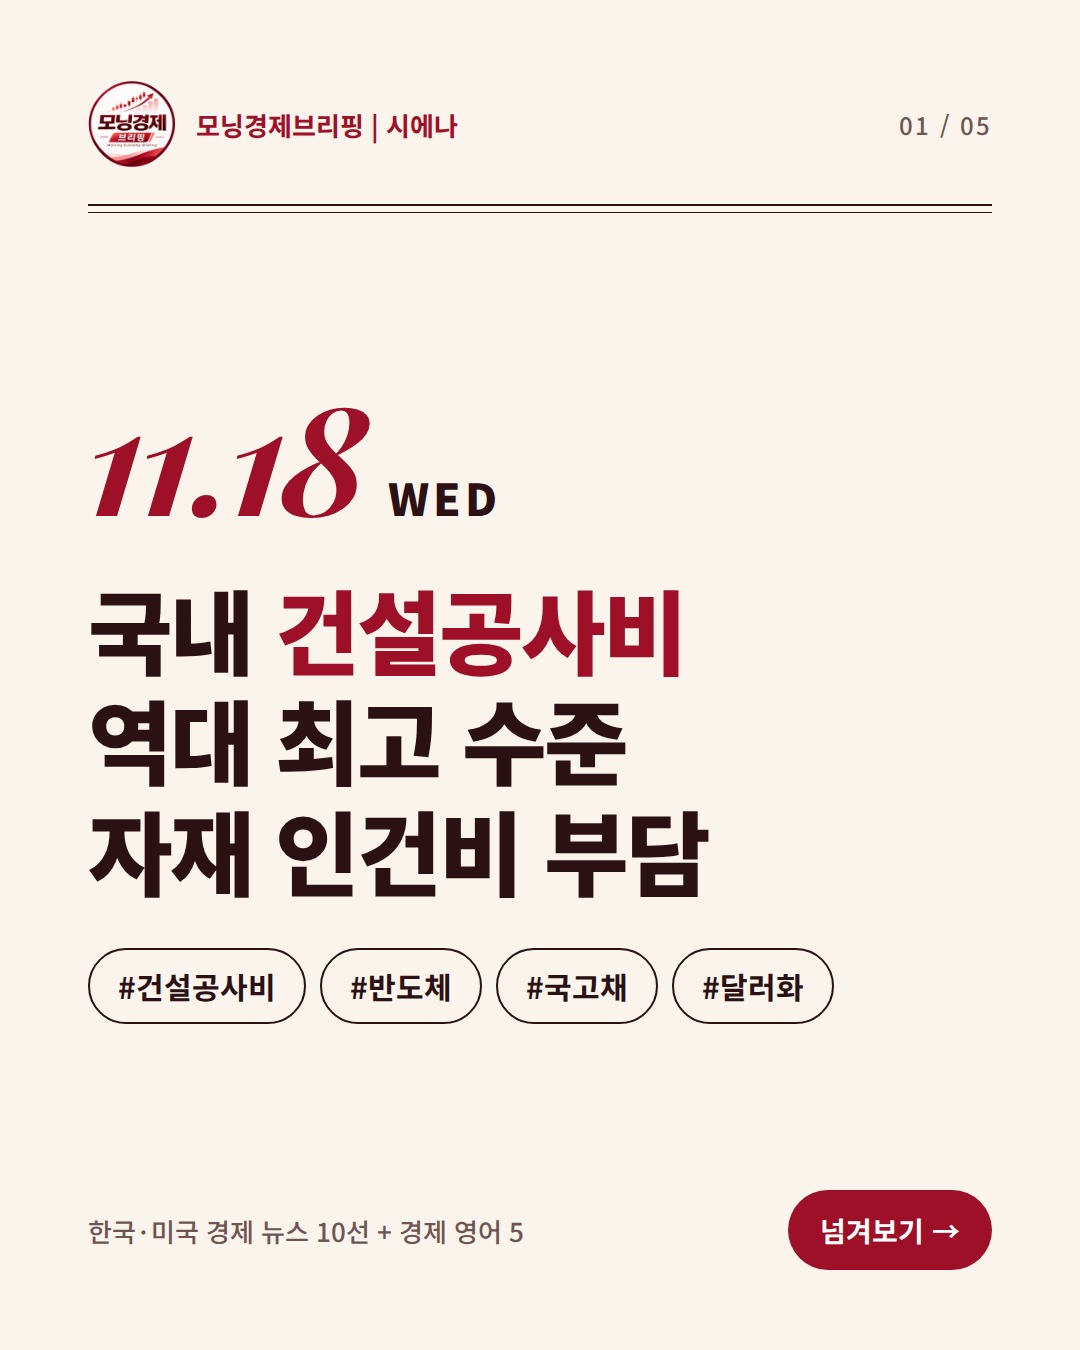 모닝경제
브리핑
Morning Economy Briefing
모닝경제브리핑 | 시에나
01 / 05
11.18 WED
국내 건설공사비
역대 최고 수준
자재 인건비 부담
#건설공사비 #반도체 #국고채 #달러화
한국·미국 경제 뉴스 10선 + 경제 영어 5
넘겨보기 →